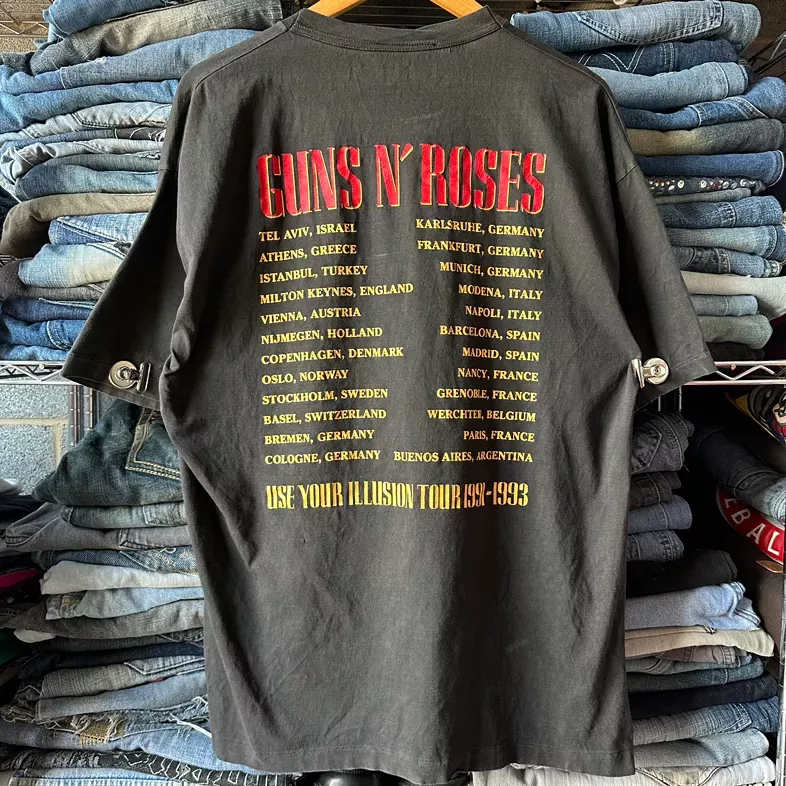 GUNS N' ROSES
TEL AVIV, ISRAEL
ATHENS, GREECE
ISTANBUL, TURKEY
MILTON KEYNES, ENGLAND
VIENNA, AUSTRIA
NIJMEGEN, HOLLAND
COPENHAGEN, DENMARK
OSLO, NORWAY
STOCKHOLM, SWEDEN
BASEL, SWITZERLAND
BREMEN, GERMANY
COLOGNE, GERMANY
KARLSRUHE, GERMANY
FRANKFURT, GERMANY
MUNICH, GERMANY
MODENA, ITALY
NAPOLI, ITALY
BARCELONA, SPAIN
MADRID, SPAIN
NANCY, FRANCE
GRENOBLE, FRANCE
WERCHTER, BELGIUM
PARIS, FRANCE
BUENOS AIRES, ARGENTINA
USE YOUR ILLUSION TOUR 1991-1993